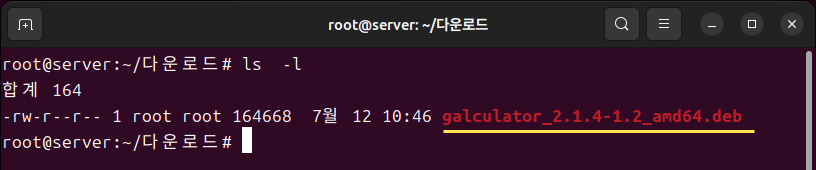 root@server: ~/다운로드
root@server:~/다운로드# ls  -l
합계 164
-rw-r--r-- 1 root root 164668  7월  12 10:46 galculator_2.1.4-1.2_amd64.deb
root@server:~/다운로드#